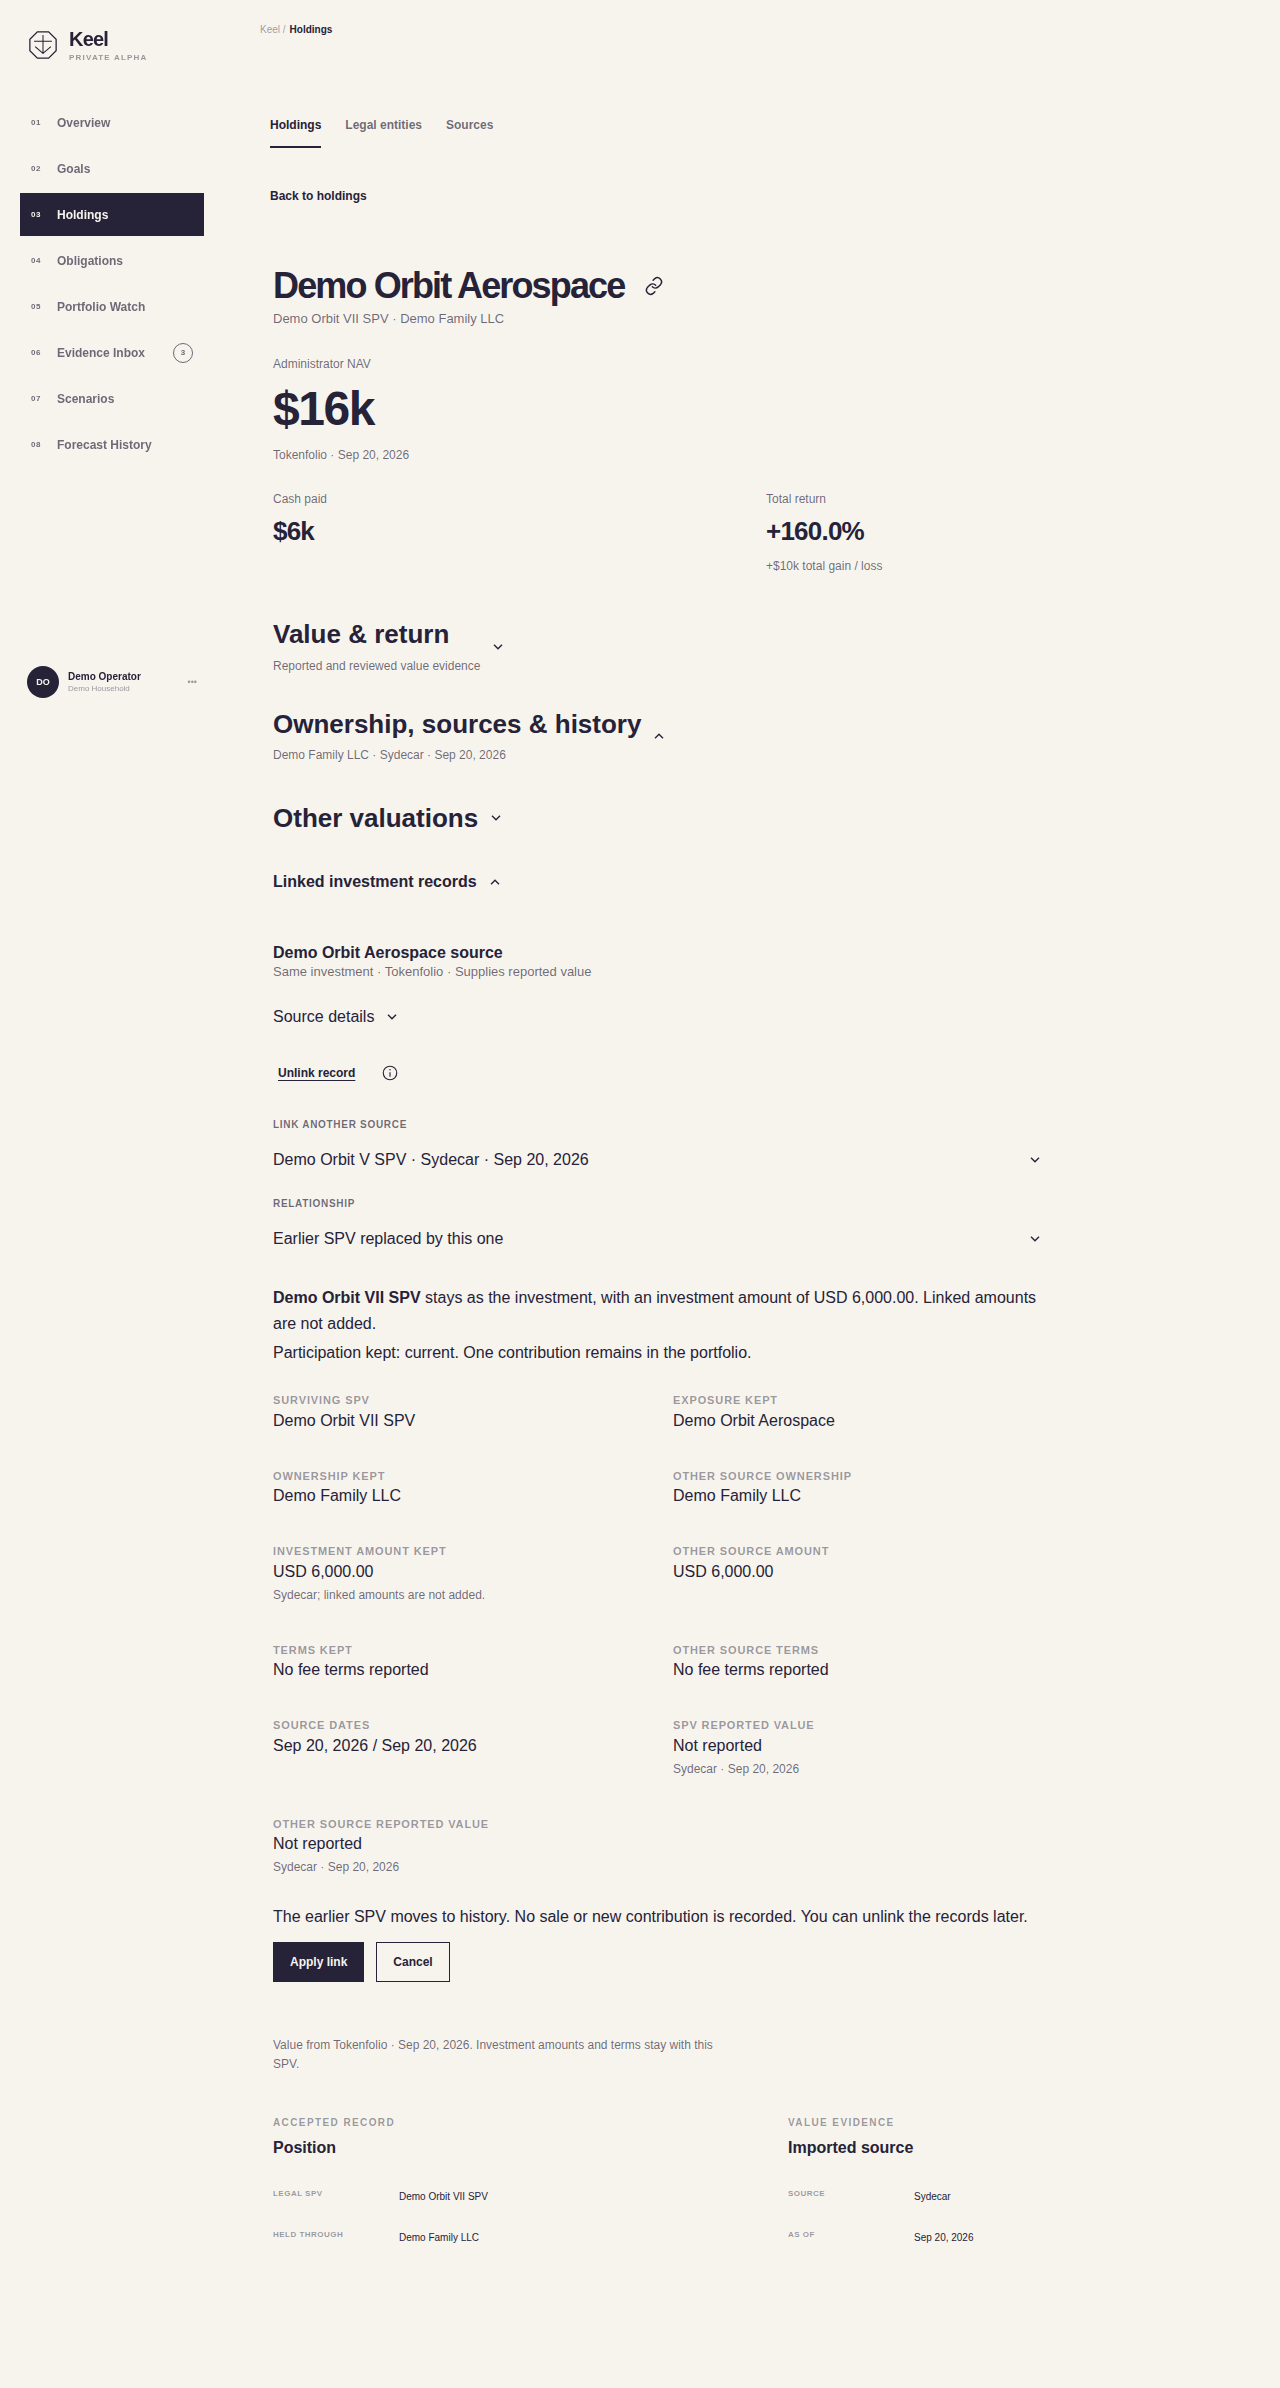 Keel
PRIVATE ALPHA
Keel / Holdings
01 Overview
02 Goals
03 Holdings
04 Obligations
05 Portfolio Watch
06 Evidence Inbox 3
07 Scenarios
08 Forecast History
DO Demo Operator
Demo Household
Holdings Legal entities Sources
Back to holdings
Demo Orbit Aerospace
Demo Orbit VII SPV · Demo Family LLC
Administrator NAV
$16k
Tokenfolio · Sep 20, 2026
Cash paid Total return
$6k +160.0%
+$10k total gain / loss
Value & return
Reported and reviewed value evidence
Ownership, sources & history
Demo Family LLC · Sydecar · Sep 20, 2026
Other valuations
Linked investment records
Demo Orbit Aerospace source
Same investment · Tokenfolio · Supplies reported value
Source details
Unlink record
LINK ANOTHER SOURCE
Demo Orbit V SPV · Sydecar · Sep 20, 2026
RELATIONSHIP
Earlier SPV replaced by this one
Demo Orbit VII SPV stays as the investment, with an investment amount of USD 6,000.00. Linked amounts
are not added.
Participation kept: current. One contribution remains in the portfolio.
SURVIVING SPV EXPOSURE KEPT
Demo Orbit VII SPV Demo Orbit Aerospace
OWNERSHIP KEPT OTHER SOURCE OWNERSHIP
Demo Family LLC Demo Family LLC
INVESTMENT AMOUNT KEPT OTHER SOURCE AMOUNT
USD 6,000.00 USD 6,000.00
Sydecar; linked amounts are not added.
TERMS KEPT OTHER SOURCE TERMS
No fee terms reported No fee terms reported
SOURCE DATES SPV REPORTED VALUE
Sep 20, 2026 / Sep 20, 2026 Not reported
Sydecar · Sep 20, 2026
OTHER SOURCE REPORTED VALUE
Not reported
Sydecar · Sep 20, 2026
The earlier SPV moves to history. No sale or new contribution is recorded. You can unlink the records later.
Apply link Cancel
Value from Tokenfolio · Sep 20, 2026. Investment amounts and terms stay with this
SPV.
ACCEPTED RECORD VALUE EVIDENCE
Position Imported source
LEGAL SPV Demo Orbit VII SPV SOURCE Sydecar
HELD THROUGH Demo Family LLC AS OF Sep 20, 2026